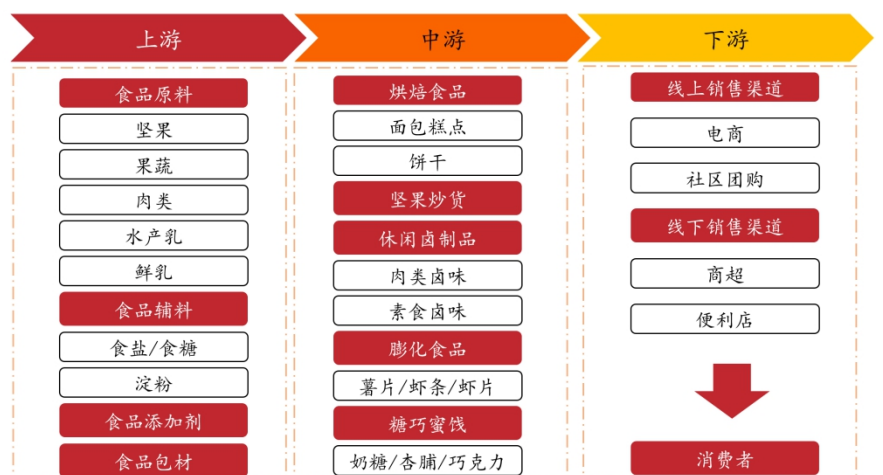 上游
食品原料
坚果
果蔬
肉类
水产乳
鲜乳
食品辅料
食盐/食糖
淀粉
食品添加剂
食品包材
中游
烘焙食品
面包糕点
饼干
坚果炒货
休闲卤制品
肉类卤味
素食卤味
膨化食品
薯片/虾条/虾片
糖巧蜜饯
奶糖/杏脯/巧克力
下游
线上销售渠道
电商
社区团购
线下销售渠道
商超
便利店
消费者